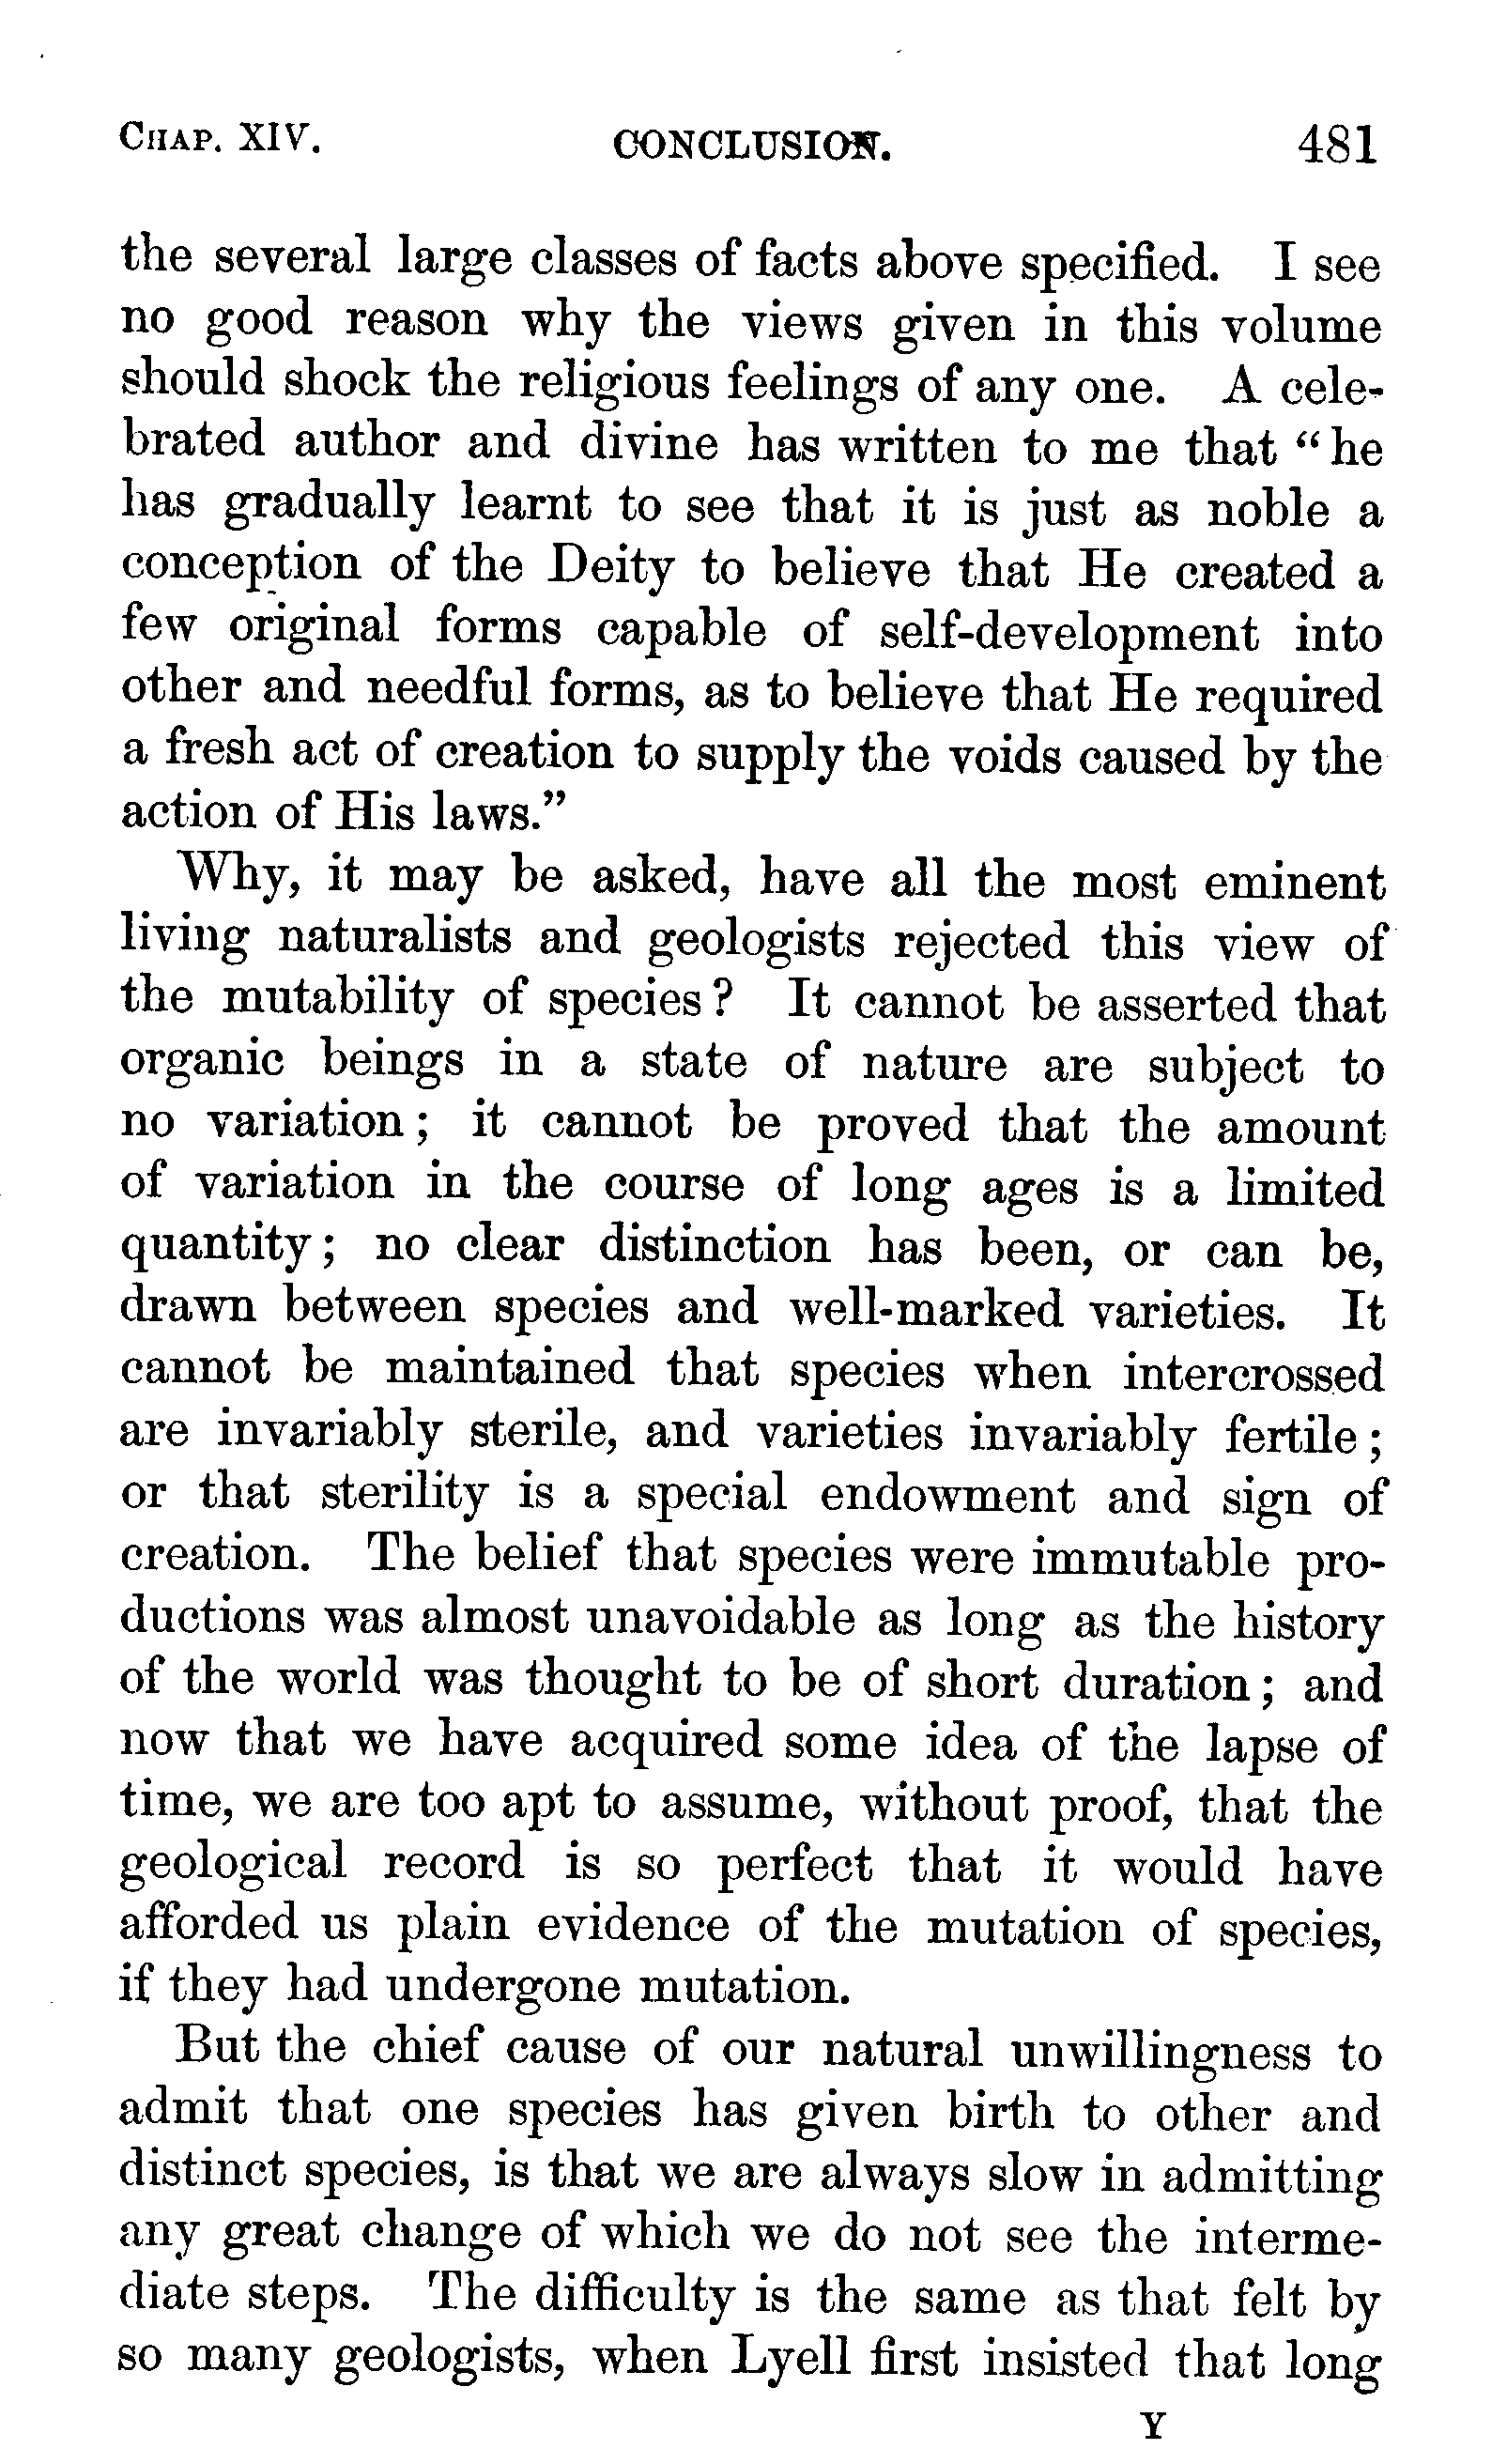 CHAP. XIV. CONCLUSION. 481
the several large classes of facts above specified. I see
no good reason why the views given in this volume
should shock the religious feelings of any one. A cele-
brated author and divine has written to me that “he
has gradually learnt to see that it is just as noble a
conception of the Deity to believe that He created a
few original forms capable of self-development into
other and needful forms, as to believe that He required
a fresh act of creation to supply the voids caused by the
action of His laws.”
Why, it may be asked, have all the most eminent
living naturalists and geologists rejected this view of
the mutability of species? It cannot be asserted that
organic beings in a state of nature are subject to
no variation; it cannot be proved that the amount
of variation in the course of long ages is a limited
quantity; no clear distinction has been, or can be,
drawn between species and well-marked varieties. It
cannot be maintained that species when intercrossed
are invariably sterile, and varieties invariably fertile;
or that sterility is a special endowment and sign of
creation. The belief that species were immutable pro-
ductions was almost unavoidable as long as the history
of the world was thought to be of short duration; and
now that we have acquired some idea of the lapse of
time, we are too apt to assume, without proof, that the
geological record is so perfect that it would have
afforded us plain evidence of the mutation of species,
if they had undergone mutation.
But the chief cause of our natural unwillingness to
admit that one species has given birth to other and
distinct species, is that we are always slow in admitting
any great change of which we do not see the interme-
diate steps. The difficulty is the same as that felt by
so many geologists, when Lyell first insisted that long
Y